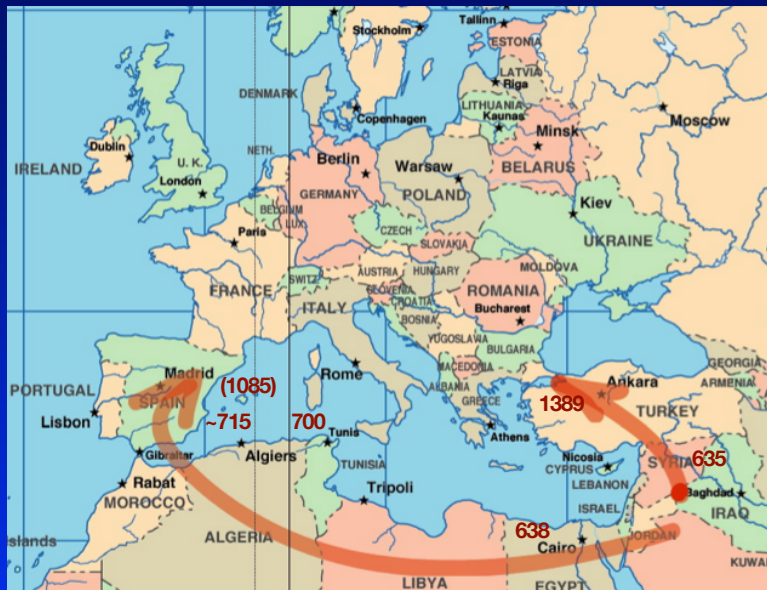 Stockholm
Tallinn
ESTONIA
LATVIA
Riga
DENMARK
LITHUANIA
Copenhagen
Kaunas
Moscow
Dublin
Minsk
IRELAND
U. K.
NETH.
Berlin
Warsaw
BELARUS
London
GERMANY
POLAND
BELGIUM
Kiev
LUX.
Paris
CZECH
UKRAINE
SLOVAKIA
AUSTRIA
HUNGARY
MOLDOVA
FRANCE
SWITZ
SLOVENIA
ROMANIA
ITALY
CROATIA
Bucharest
BOSNIA
YUGOSLAVIA
BULGARIA
Madrid
Rome
MACEDONIA
GEORGIA
PORTUGAL
(1085)
ALBANIA
Ankara
ARMENIA
SPAIN
GREECE
1389
TURKEY
Lisbon
~715
700
Tunis
Athens
Gibraltar
Algiers
Nicosia
SYRIA
635
TUNISIA
CYPRUS
Rabat
Tripoli
LEBANON
Baghdad
MOROCCO
ISRAEL
IRAQ
638
JORDAN
slands
ALGERIA
Cairo
KUWA
LIBYA
EGYPT